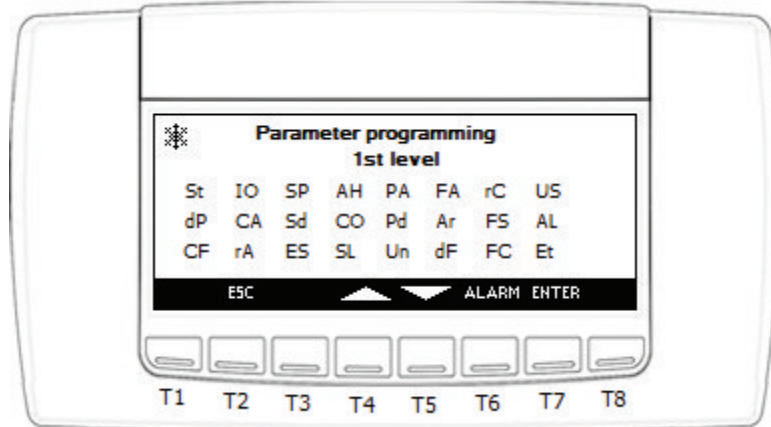 Parameter programming
1st level
St IO SP AH PA FA rC US
dP CA Sd CO Pd Ar FS AL
CF rA ES SL Un dF FC Et
ESC ALARM ENTER
T1 T2 T3 T4 T5 T6 T7 T8